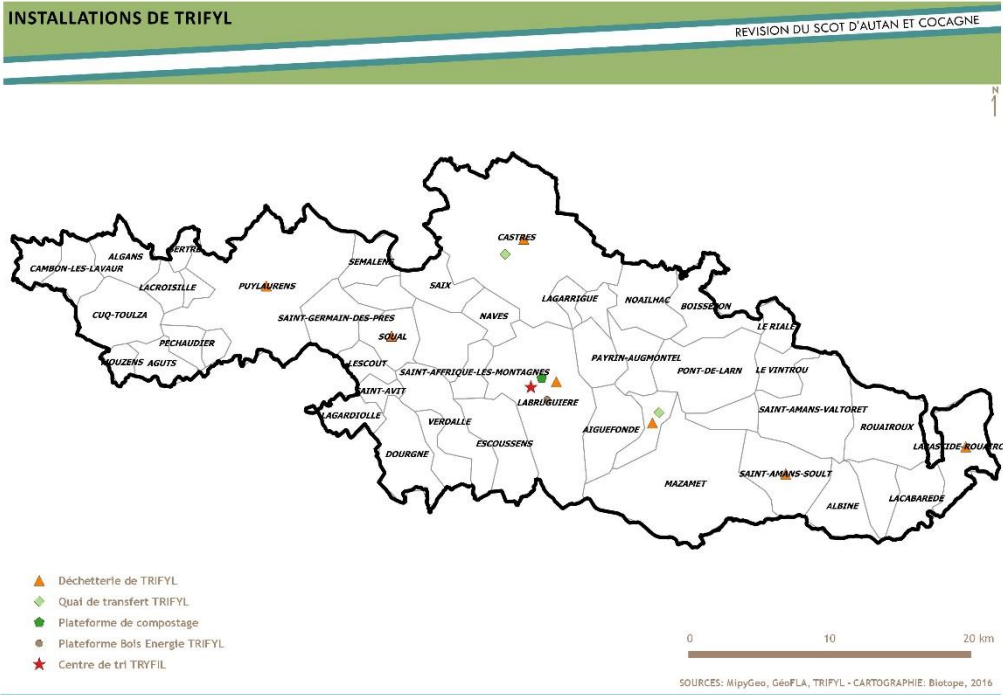 INSTALLATIONS DE TRIFYL
REVISION DU SCOT D'AUTAN ET COCAGNE
N
CASTRES
ALGANS
BERTRE
CAMBON-LES-LAVAUR
SEMALENS
LACROISILLE
PUYLAURENS
SAIX
LAGARRIGUE
NOAILHAC
BOISSEZON
CUQ-TOULZA
SAINT-GERMAIN-DES-PRES
NAVES
LE RIALE
SOUAL
PECHAUDIER
PAYRIN-AUGMONTEL
MOUZENS
AGUTS
LESCOUT
SAINT-AFFRIQUE-LES-MONTAGNES
PONT-DE-LARN
LE VINTROU
SAINT-AVIT
LABRUGUIERE
SAINT-AMANS-VALTORET
LAGARDIOLLE
VERDALLE
AIGUEFONDE
ROUAIROUX
ESCOUSSENS
LABASTIDE-ROUAIRO
DOURGNE
SAINT-AMANS-SOULT
MAZAMET
LACABAREDE
ALBINE
Déchetterie de TRIFYL
Quai de transfert TRIFYL
Plateforme de compostage
Plateforme Bois Energie TRIFYL
Centre de tri TRYFIL
0 10 20 km
SOURCES: MipyGeo, GéoFLA, TRIFYL - CARTOGRAPHIE: Biotope, 2016